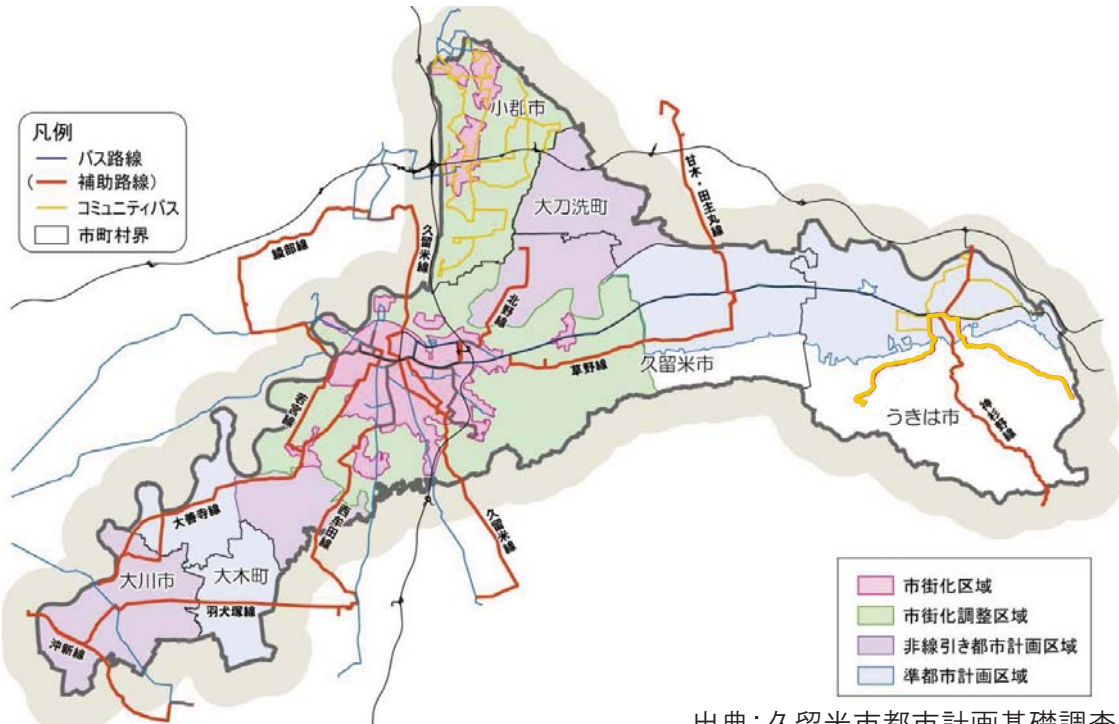 凡例
バス路線
(補助路線)
コミュニティバス
市町村界
小郡市
大刀洗町
甘木・田主丸線
久留米線
綾部線
北野線
草野線
久留米市
うきは市
若宮線
大善寺線
西牟田線
久留米線
大川市
大木町
羽犬塚線
沖新線
市街化区域
市街化調整区域
非線引き都市計画区域
準都市計画区域
出典:久留米市都市計画基礎調査